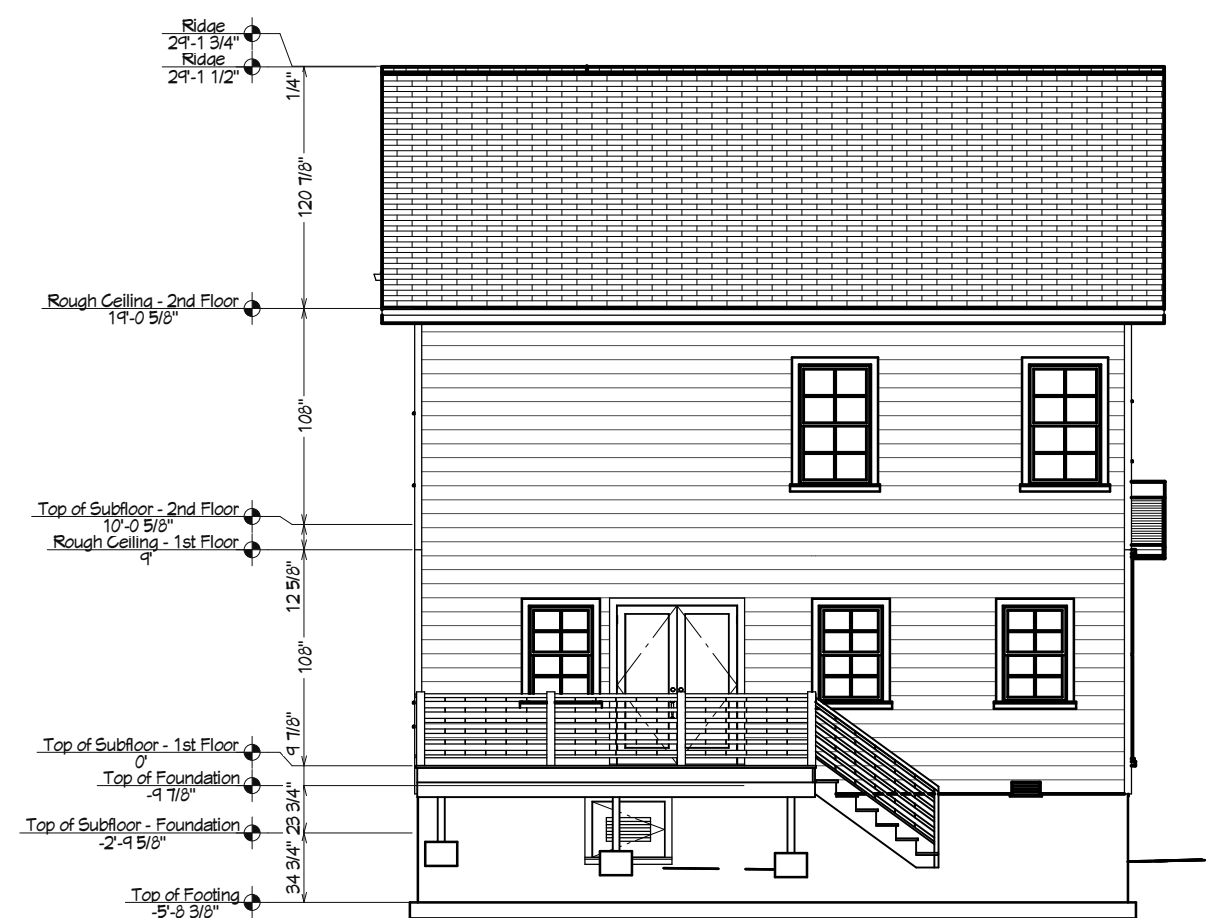 Ridge
29'-1 3/4"
Ridge
29'-1 1/2"
1/4"
120 7/8"
Rough Ceiling - 2nd Floor
19'-0 5/8"
108"
Top of Subfloor - 2nd Floor
10'-0 5/8"
Rough Ceiling - 1st Floor
9'
12 5/8"
108"
9 7/8"
Top of Subfloor - 1st Floor
0'
Top of Foundation
-9 7/8"
23 3/4"
Top of Subfloor - Foundation
-2'-9 5/8"
34 3/4"
Top of Footing
-5'-8 3/8"